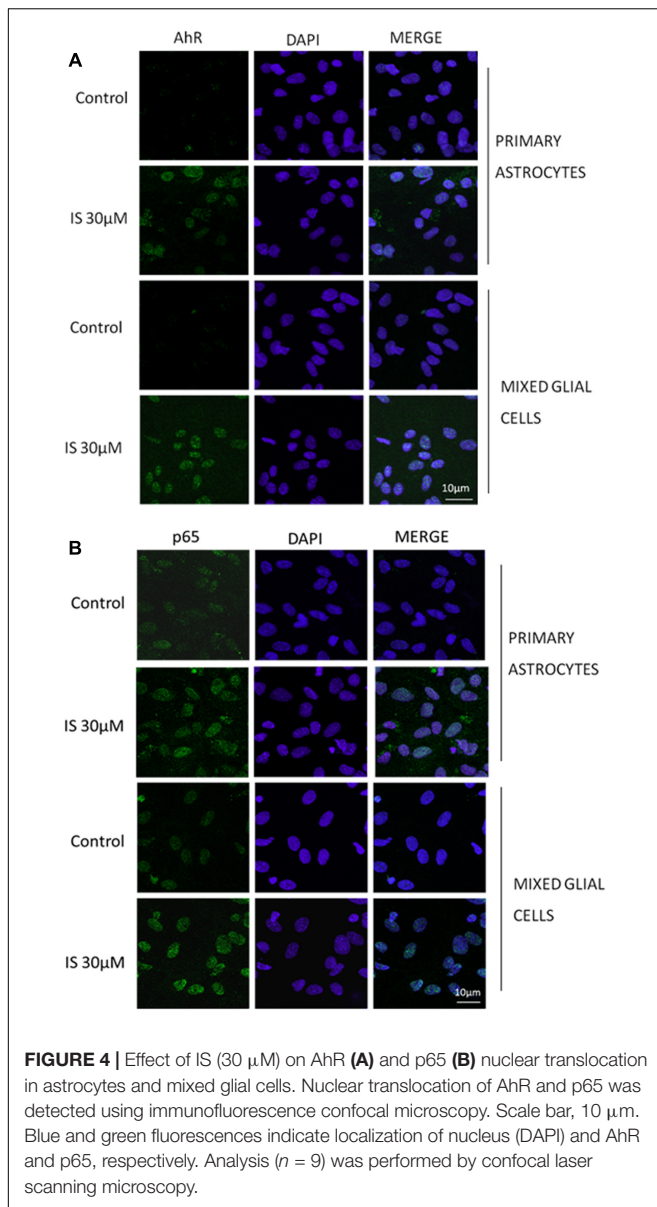 AhR DAPI MERGE
A
Control
PRIMARY
ASTROCYTES
IS 30µM
Control
MIXED GLIAL
CELLS
IS 30µM
10µm
p65 DAPI MERGE
B
Control
PRIMARY
ASTROCYTES
IS 30µM
Control
MIXED GLIAL
CELLS
IS 30µM
10µm
FIGURE 4 | Effect of IS (30 µM) on AhR (A) and p65 (B) nuclear translocation
in astrocytes and mixed glial cells. Nuclear translocation of AhR and p65 was
detected using immunofluorescence confocal microscopy. Scale bar, 10 µm.
Blue and green fluorescences indicate localization of nucleus (DAPI) and AhR
and p65, respectively. Analysis (n = 9) was performed by confocal laser
scanning microscopy.